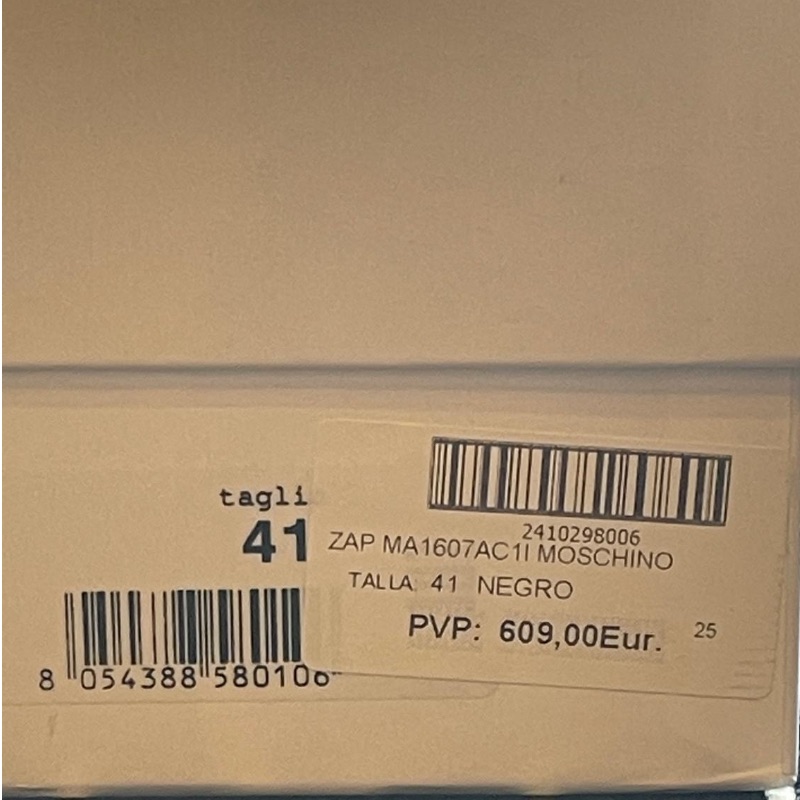 tagli
41
8 054388 580106
2410298006
ZAP MA1607AC1I MOSCHINO
TALLA 41 NEGRO
PVP: 609,00Eur. 25